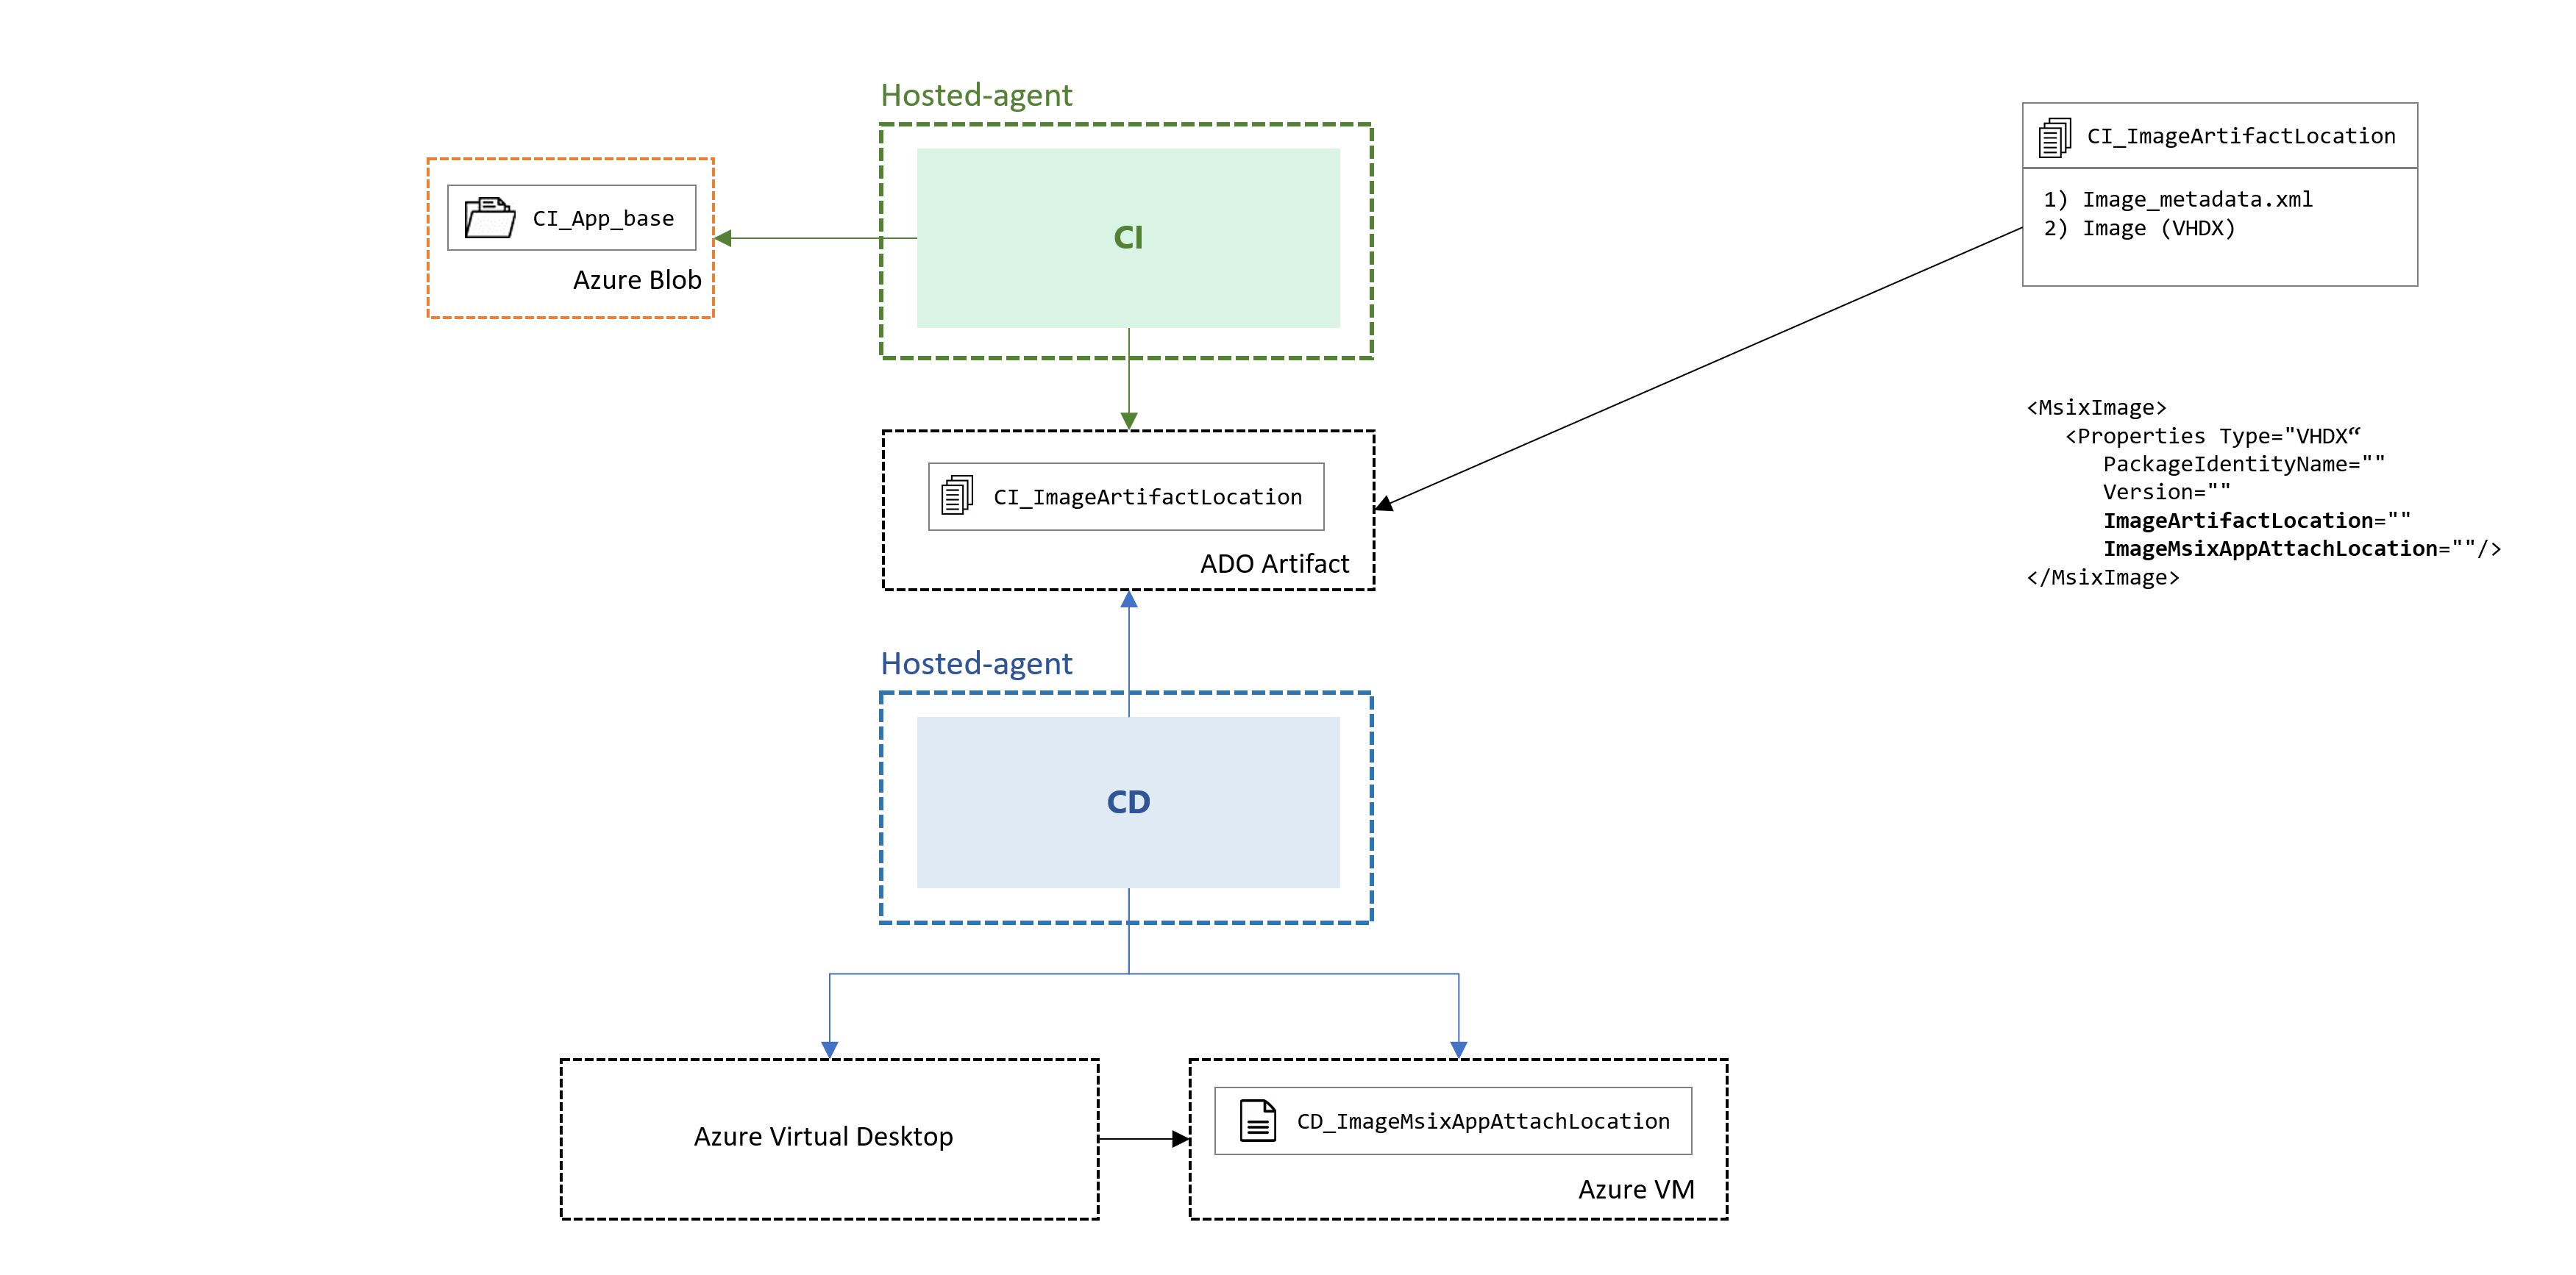 Hosted-agent
CI_App_base
Azure Blob
CI
CI_ImageArtifactLocation
1) Image_metadata.xml
2) Image (VHDX)
<MsixImage>
<Properties Type="VHDX“
PackageIdentityName=""
Version=""
ImageArtifactLocation=""
ImageMsixAppAttachLocation=""/>
</MsixImage>
CI_ImageArtifactLocation
ADO Artifact
Hosted-agent
CD
Azure Virtual Desktop
CD_ImageMsixAppAttachLocation
Azure VM